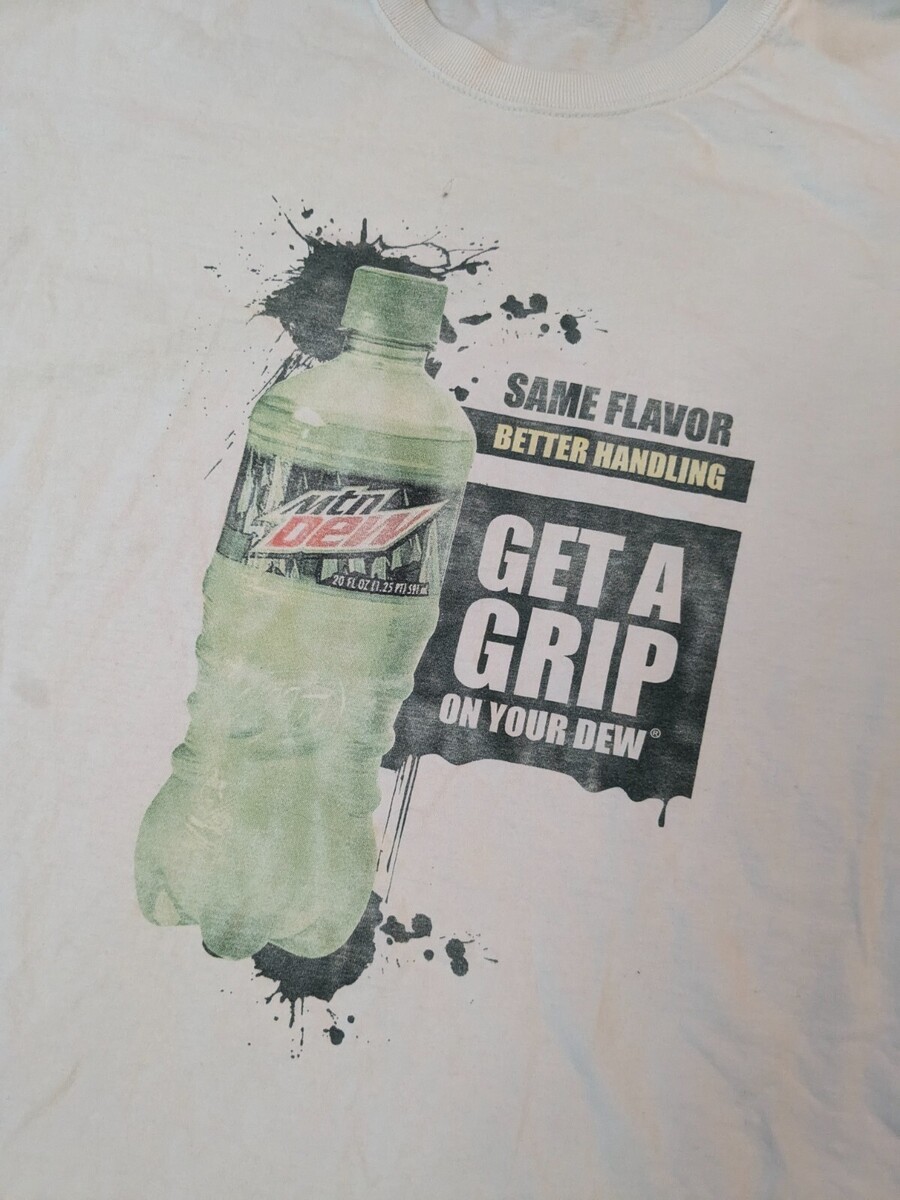 SAME FLAVOR
BETTER HANDLING
mtn
Dew
20 FL OZ (1.25 PT) 591 mL
GET A
GRIP
ON YOUR DEW®